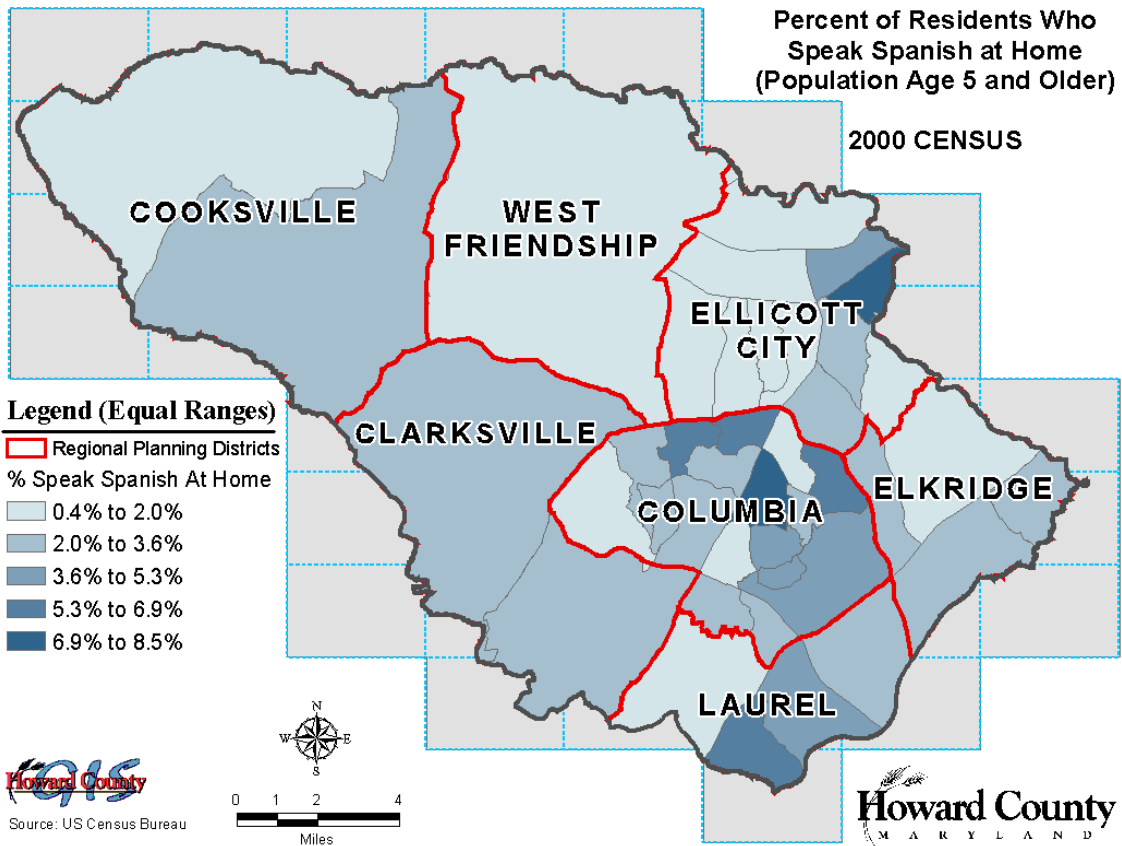 Percent of Residents Who
Speak Spanish at Home
(Population Age 5 and Older)
2000 CENSUS
COOKSVILLE
WEST
FRIENDSHIP
ELLICOTT
CITY
CLARKSVILLE
COLUMBIA
ELKRIDGE
LAUREL
Legend (Equal Ranges)
Regional Planning Districts
% Speak Spanish At Home
0.4% to 2.0%
2.0% to 3.6%
3.6% to 5.3%
5.3% to 6.9%
6.9% to 8.5%
N
W E
S
Howard County
GIS
Source: US Census Bureau
0 1 2 4
Miles
Howard County
MARYLAND